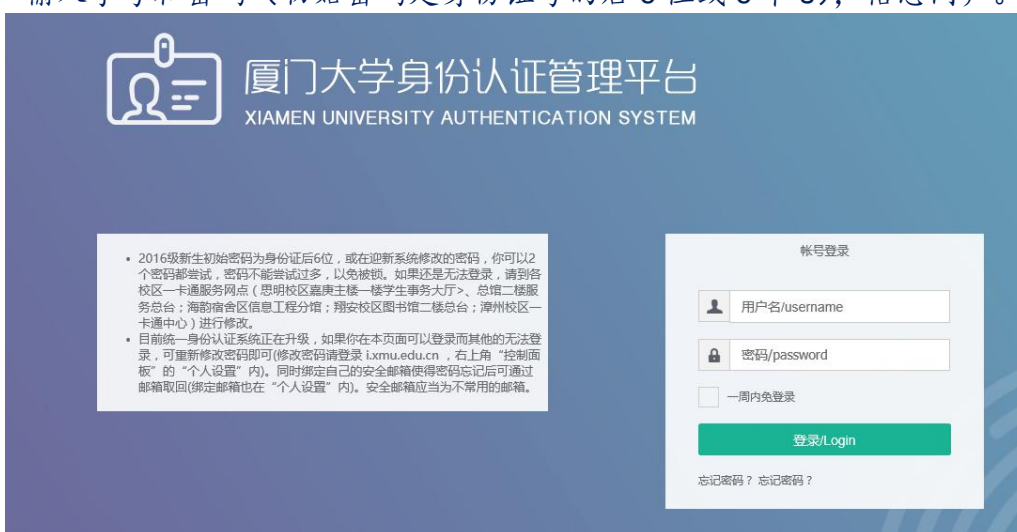 厦门大学身份认证管理平台
XIAMEN UNIVERSITY AUTHENTICATION SYSTEM
• 2016级新生初始密码为身份证后6位，或在迎新系统修改的密码，你可以2
个密码都尝试，密码不能尝试过多，以免被锁。如果还是无法登录，请到各
校区一卡通服务网点（思明校区嘉庚主楼一楼学生事务大厅>、总馆二楼服
务总台；海韵宿舍区信息工程分馆；翔安校区图书馆二楼总台；漳州校区一
卡通中心）进行修改。
• 目前统一身份认证系统正在升级，如果你在本页面可以登录而其他的无法登
录，可重新修改密码即可(修改密码请登录 i.xmu.edu.cn ，右上角“控制面
板”的“个人设置”内)。同时绑定自己的安全邮箱使得密码忘记后可通过
邮箱取回(绑定邮箱也在“个人设置”内)。安全邮箱应当为不常用的邮箱。
帐号登录
用户名/username
密码/password
一周内免登录
登录/Login
忘记密码？忘记密码？